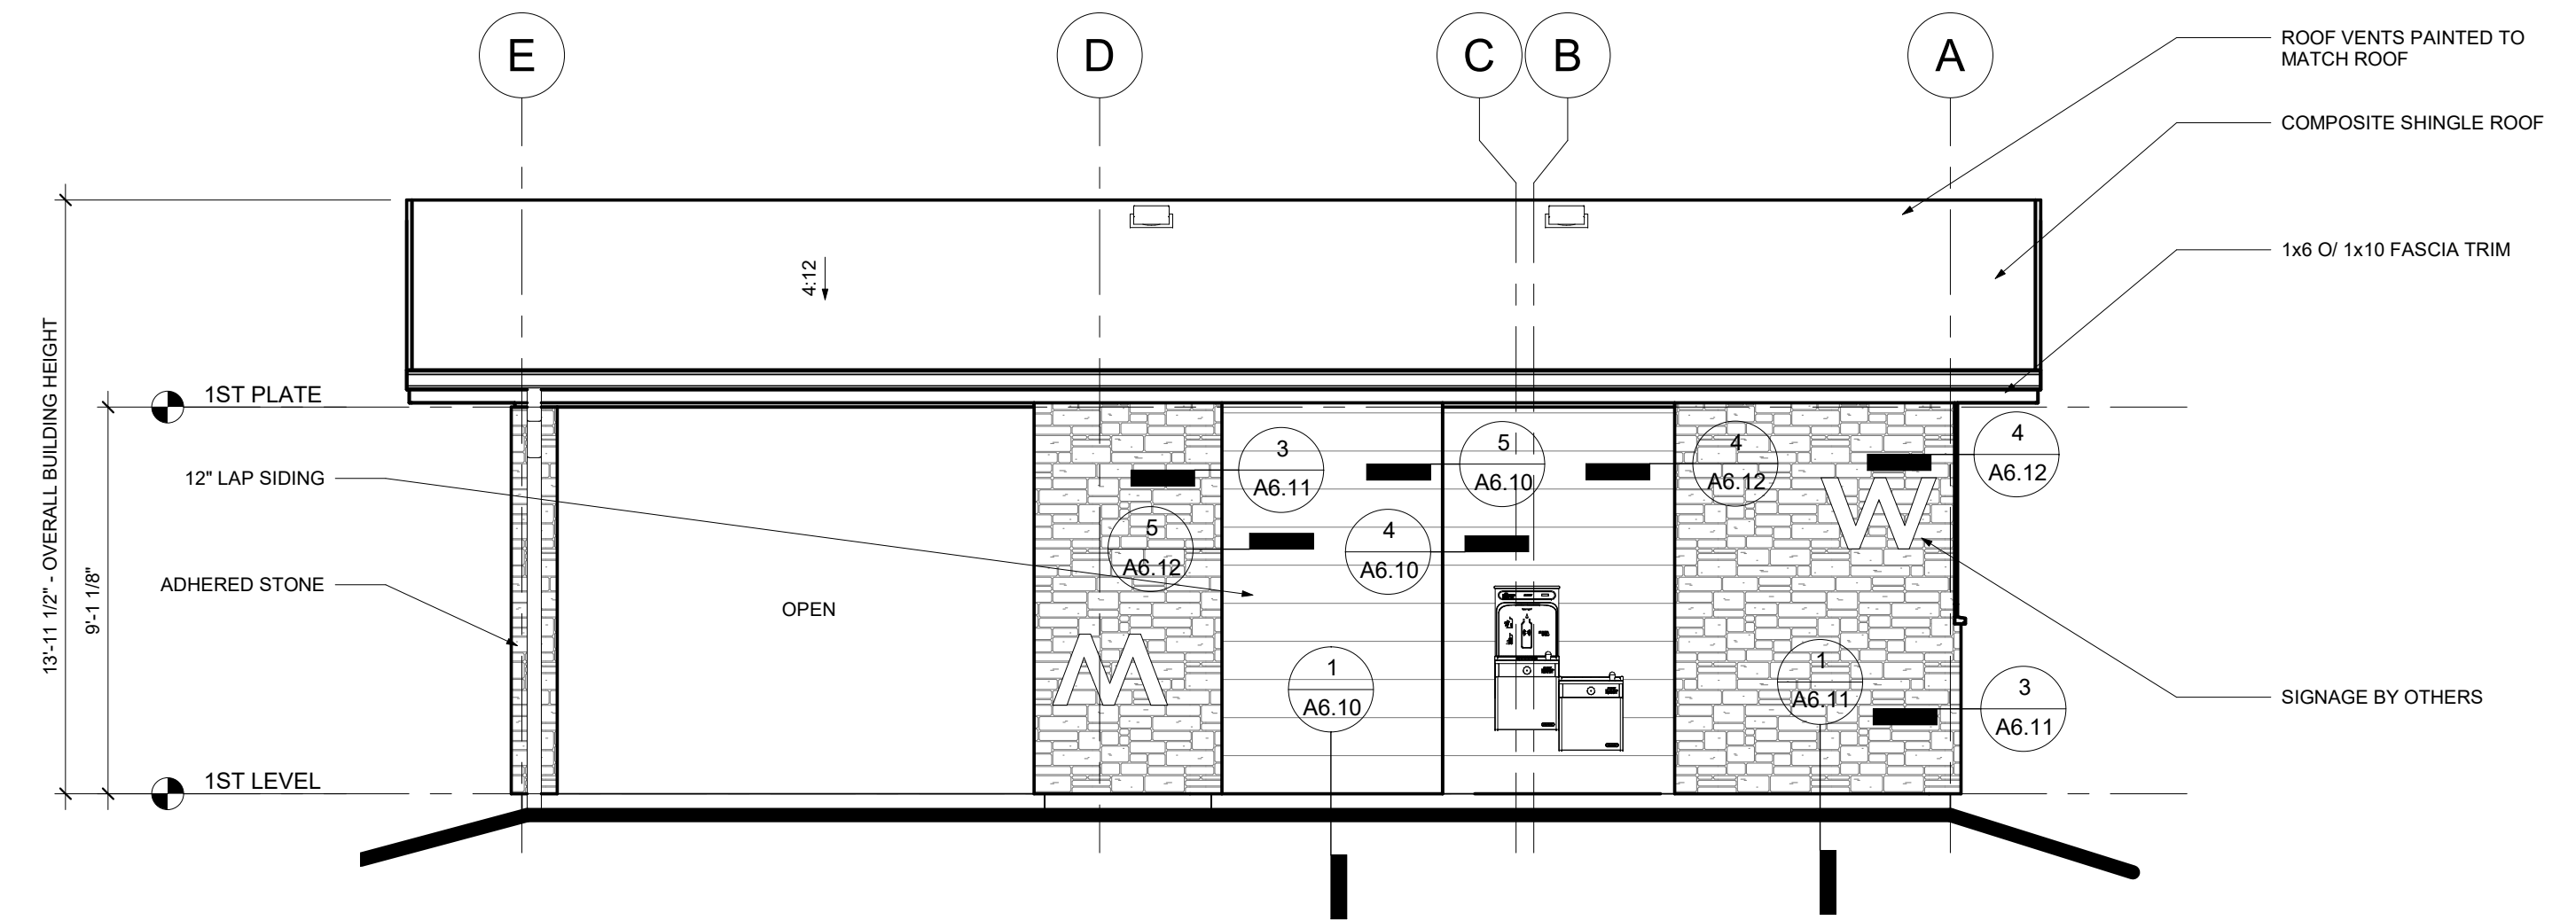 E
D
C
B
A
ROOF VENTS PAINTED TO
MATCH ROOF
COMPOSITE SHINGLE ROOF
1x6 O/ 1x10 FASCIA TRIM
4:12
13'-11 1/2" - OVERALL BUILDING HEIGHT
9'-1 1/8"
1ST PLATE
12" LAP SIDING
ADHERED STONE
1ST LEVEL
OPEN
3
A6.11
5
A6.12
5
A6.10
4
A6.10
4
A6.12
4
A6.12
W
M
1
A6.10
1
A6.11
3
A6.11
SIGNAGE BY OTHERS